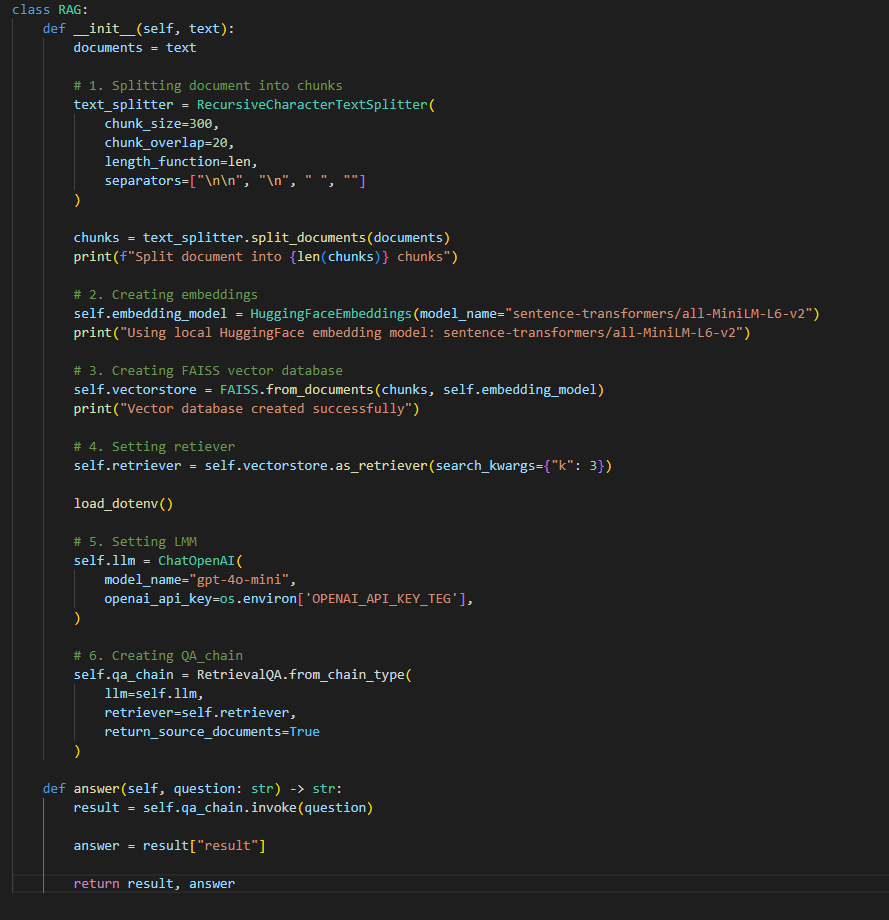 class RAG:
    def __init__(self, text):
        documents = text

        # 1. Splitting document into chunks
        text_splitter = RecursiveCharacterTextSplitter(
            chunk_size=300,
            chunk_overlap=20,
            length_function=len,
            separators=["\n\n", "\n", " ", ""]
        )

        chunks = text_splitter.split_documents(documents)
        print(f"Split document into {len(chunks)} chunks")

        # 2. Creating embeddings
        self.embedding_model = HuggingFaceEmbeddings(model_name="sentence-transformers/all-MiniLM-L6-v2")
        print("Using local HuggingFace embedding model: sentence-transformers/all-MiniLM-L6-v2")

        # 3. Creating FAISS vector database
        self.vectorstore = FAISS.from_documents(chunks, self.embedding_model)
        print("Vector database created successfully")

        # 4. Setting retiever
        self.retriever = self.vectorstore.as_retriever(search_kwargs={"k": 3})

        load_dotenv()

        # 5. Setting LMM
        self.llm = ChatOpenAI(
            model_name="gpt-4o-mini",
            openai_api_key=os.environ['OPENAI_API_KEY_TEG'],
        )

        # 6. Creating QA_chain
        self.qa_chain = RetrievalQA.from_chain_type(
            llm=self.llm,
            retriever=self.retriever,
            return_source_documents=True
        )

    def answer(self, question: str) -> str:
        result = self.qa_chain.invoke(question)

        answer = result["result"]

        return result, answer